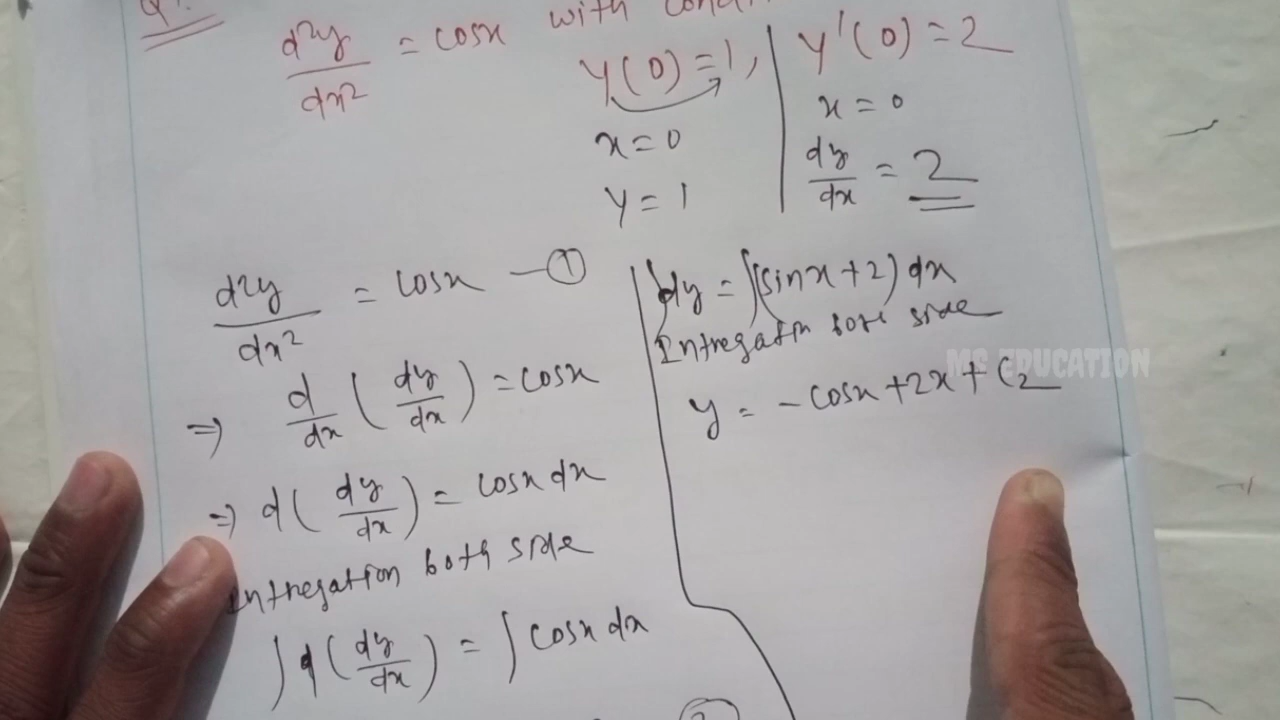 d²y/dx² = cosx with
y(0)=1, y'(0)=2
x=0
y=1
x=0
dy/dx = 2
d²y/dx² = cosx —①
⇒ d/dx (dy/dx) = cosx
⇒ d(dy/dx) = cosx dx
Intregation both side
∫d(dy/dx) = ∫cosx dx
∫dy = ∫(sinx+2)dx
Intregatin both side
y = -cosx+2x+C2
MS EDUCATION